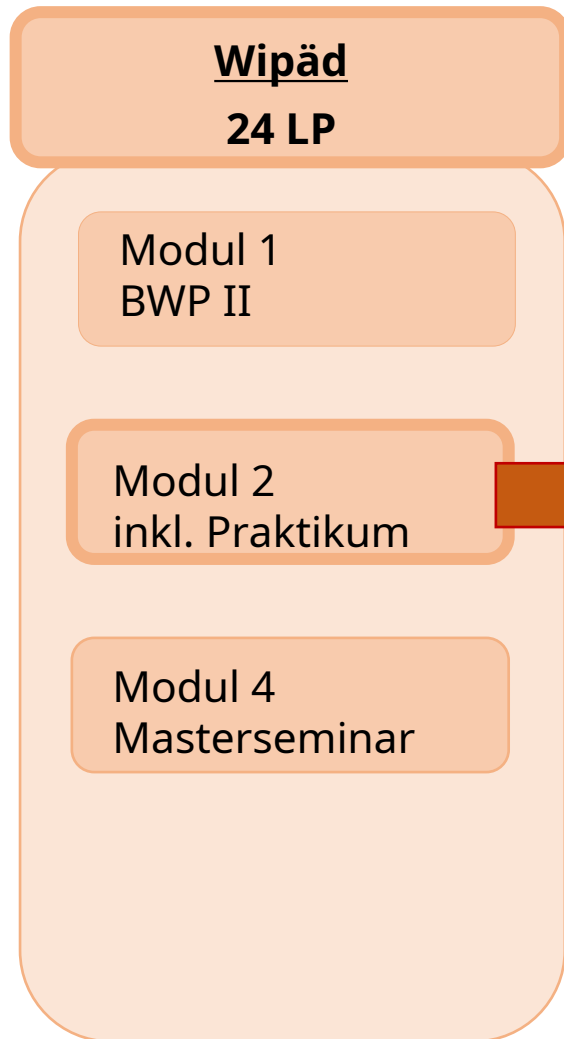 Wipäd
24 LP
Modul 1
BWP II
Modul 2
inkl. Praktikum
Modul 4
Masterseminar